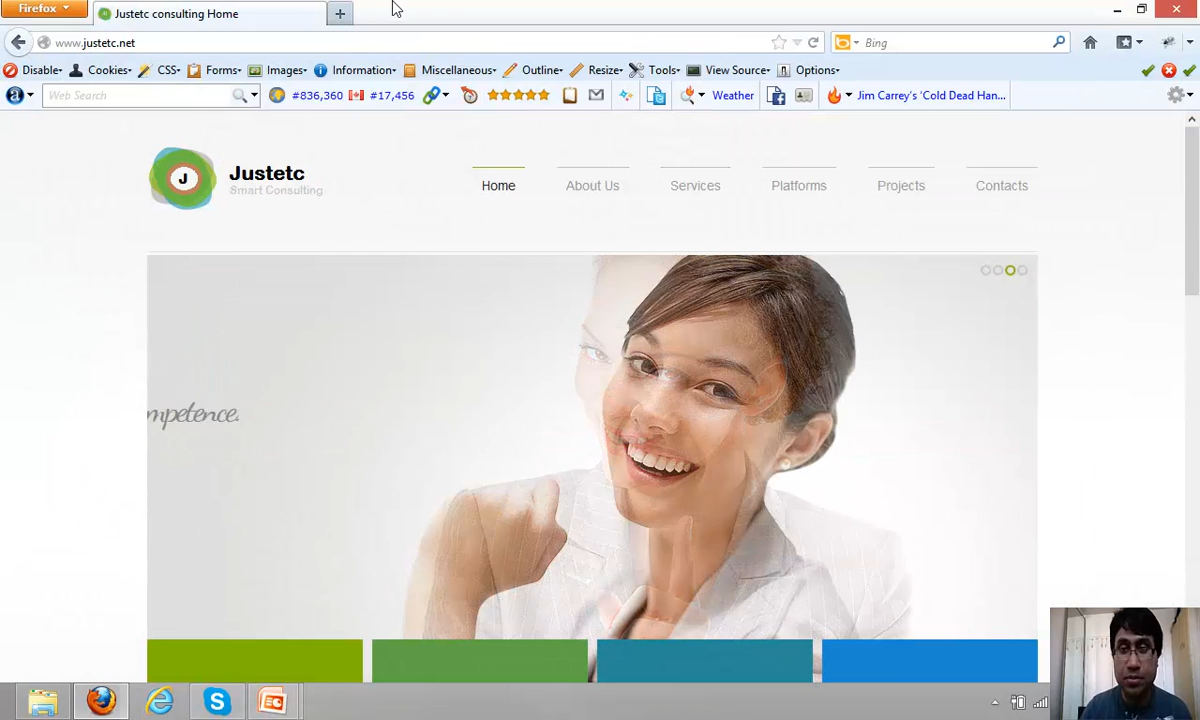 Firefox
Justetc consulting Home
www.justetc.net
Bing
Disable
Cookies
CSS
Forms
Images
Information
Miscellaneous
Outline
Resize
Tools
View Source
Options
a
Web Search
#836,360
#17,456
Weather
Jim Carrey's 'Cold Dead Han...
J
Justetc
Smart Consulting
Home
About Us
Services
Platforms
Projects
Contacts
mpetence.